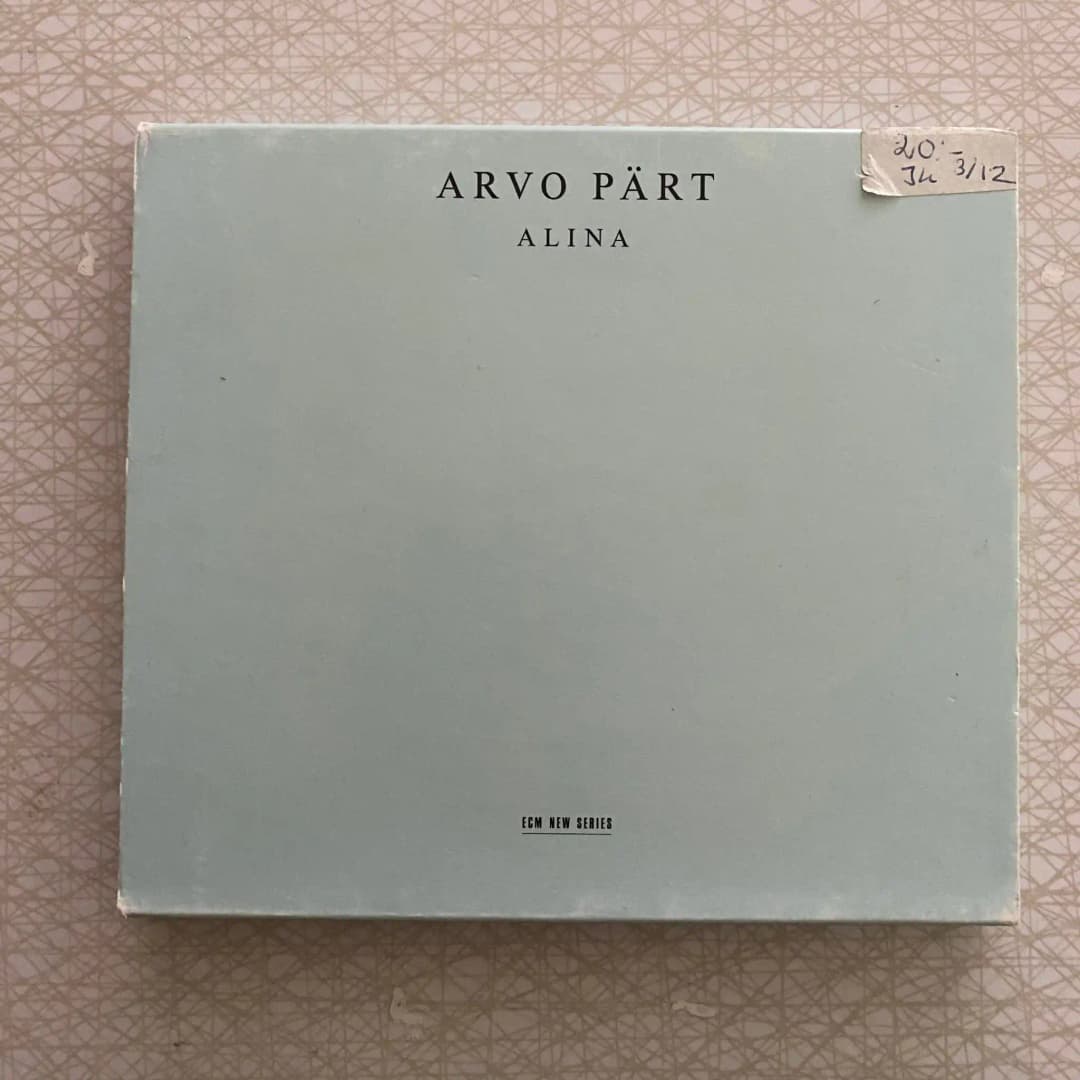 ARVO PÄRT
ALINA
20.-
3/12
ECM NEW SERIES